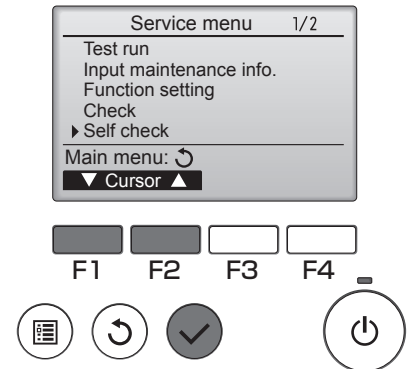 Service menu 1/2
Test run
Input maintenance info.
Function setting
Check
Self check
Main menu:
Cursor
F1 F2 F3 F4